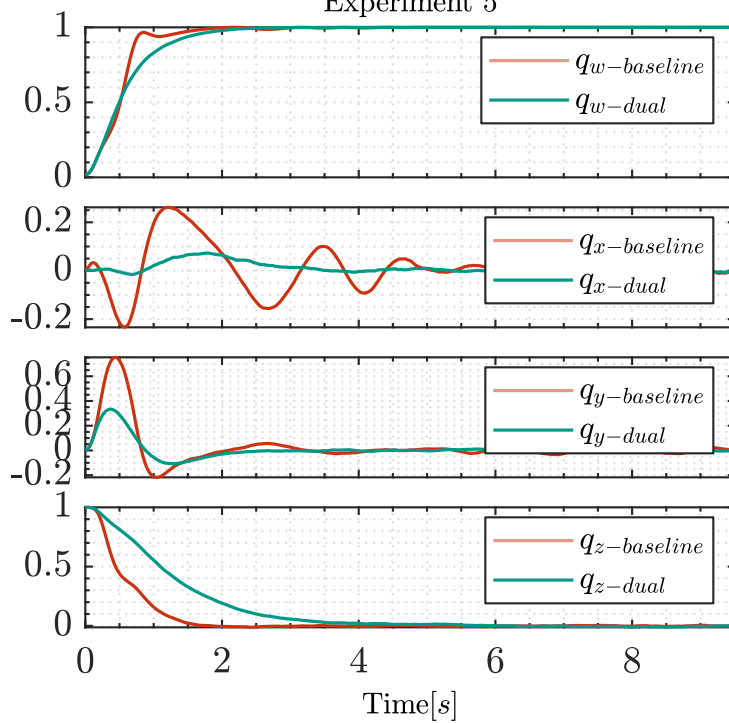 Experiment 5
1
0.5
0
q_{w-baseline}
q_{w-dual}
0.2
0
-0.2
q_{x-baseline}
q_{x-dual}
0.6
0.4
0.2
0
-0.2
q_{y-baseline}
q_{y-dual}
1
0.5
0
q_{z-baseline}
q_{z-dual}
0 2 4 6 8
Time[s]